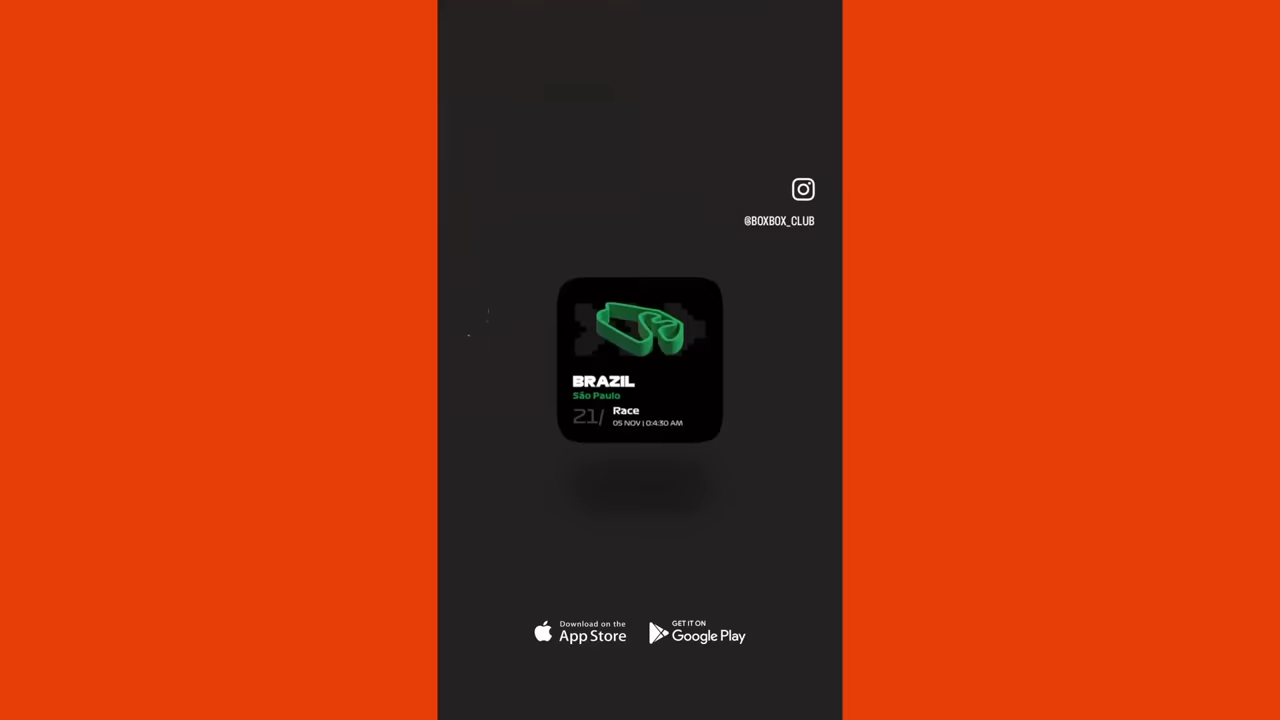 @BOXBOX_CLUB
BRAZIL
São Paulo
21/
Race
05 NOV | 0:4:30 AM
Download on the
App Store
GET IT ON
Google Play